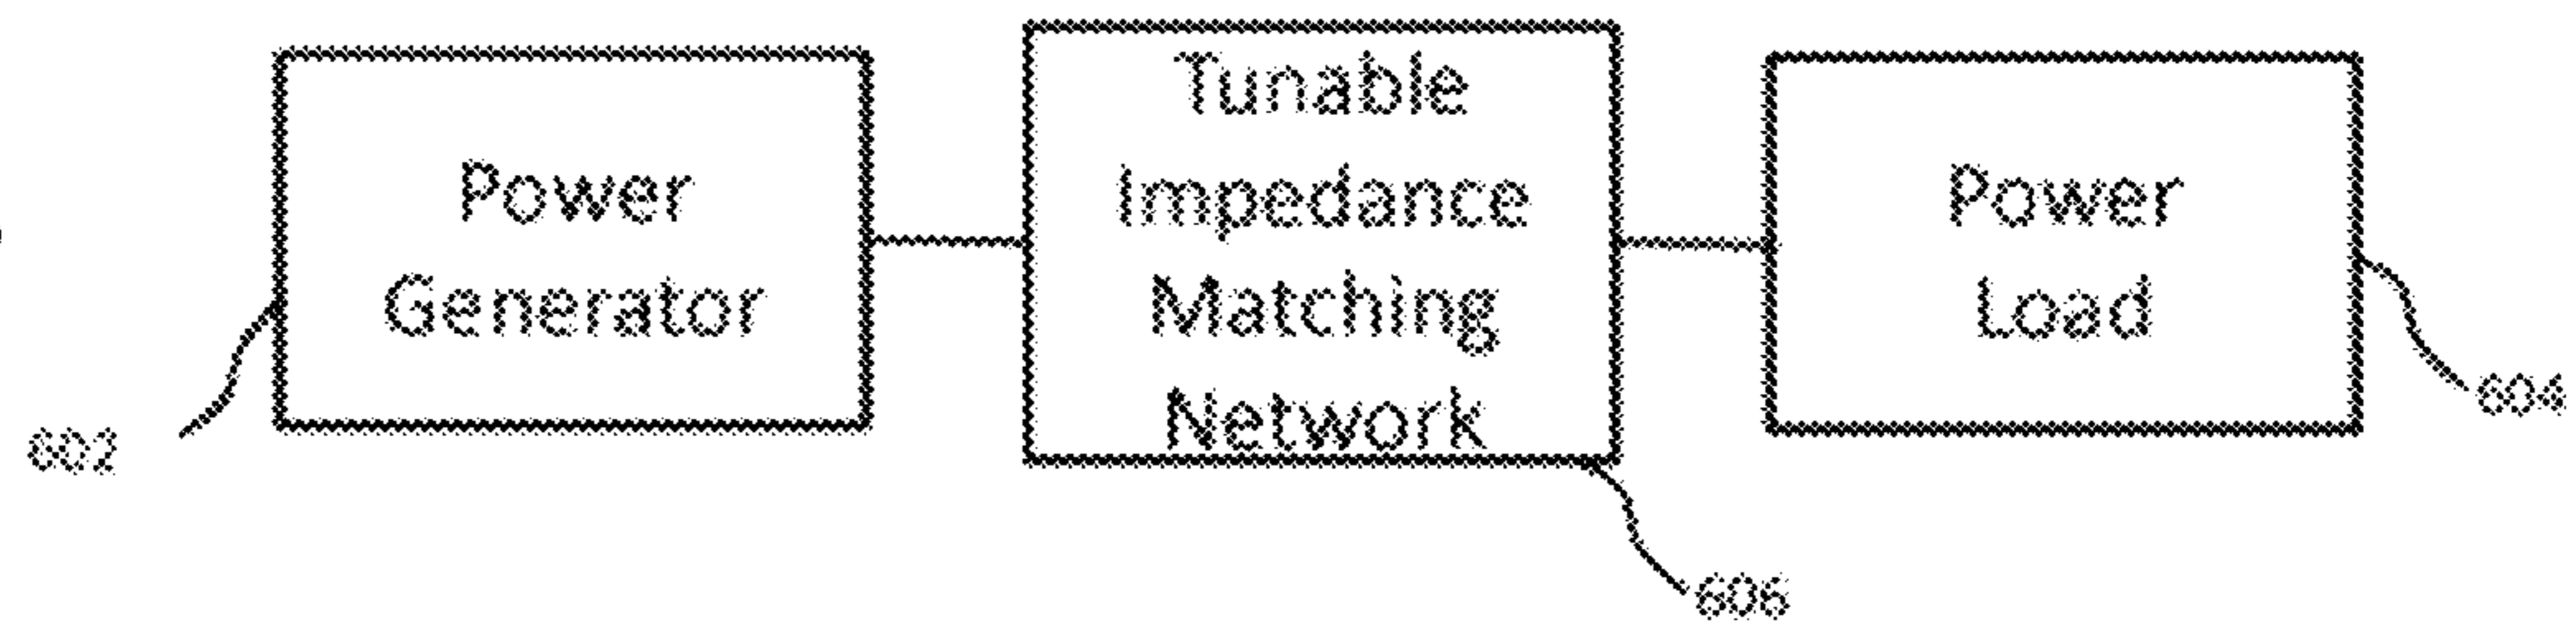 Power
Generator
Tunable
Impedance
Matching
Network
Power
Load
602
604
606